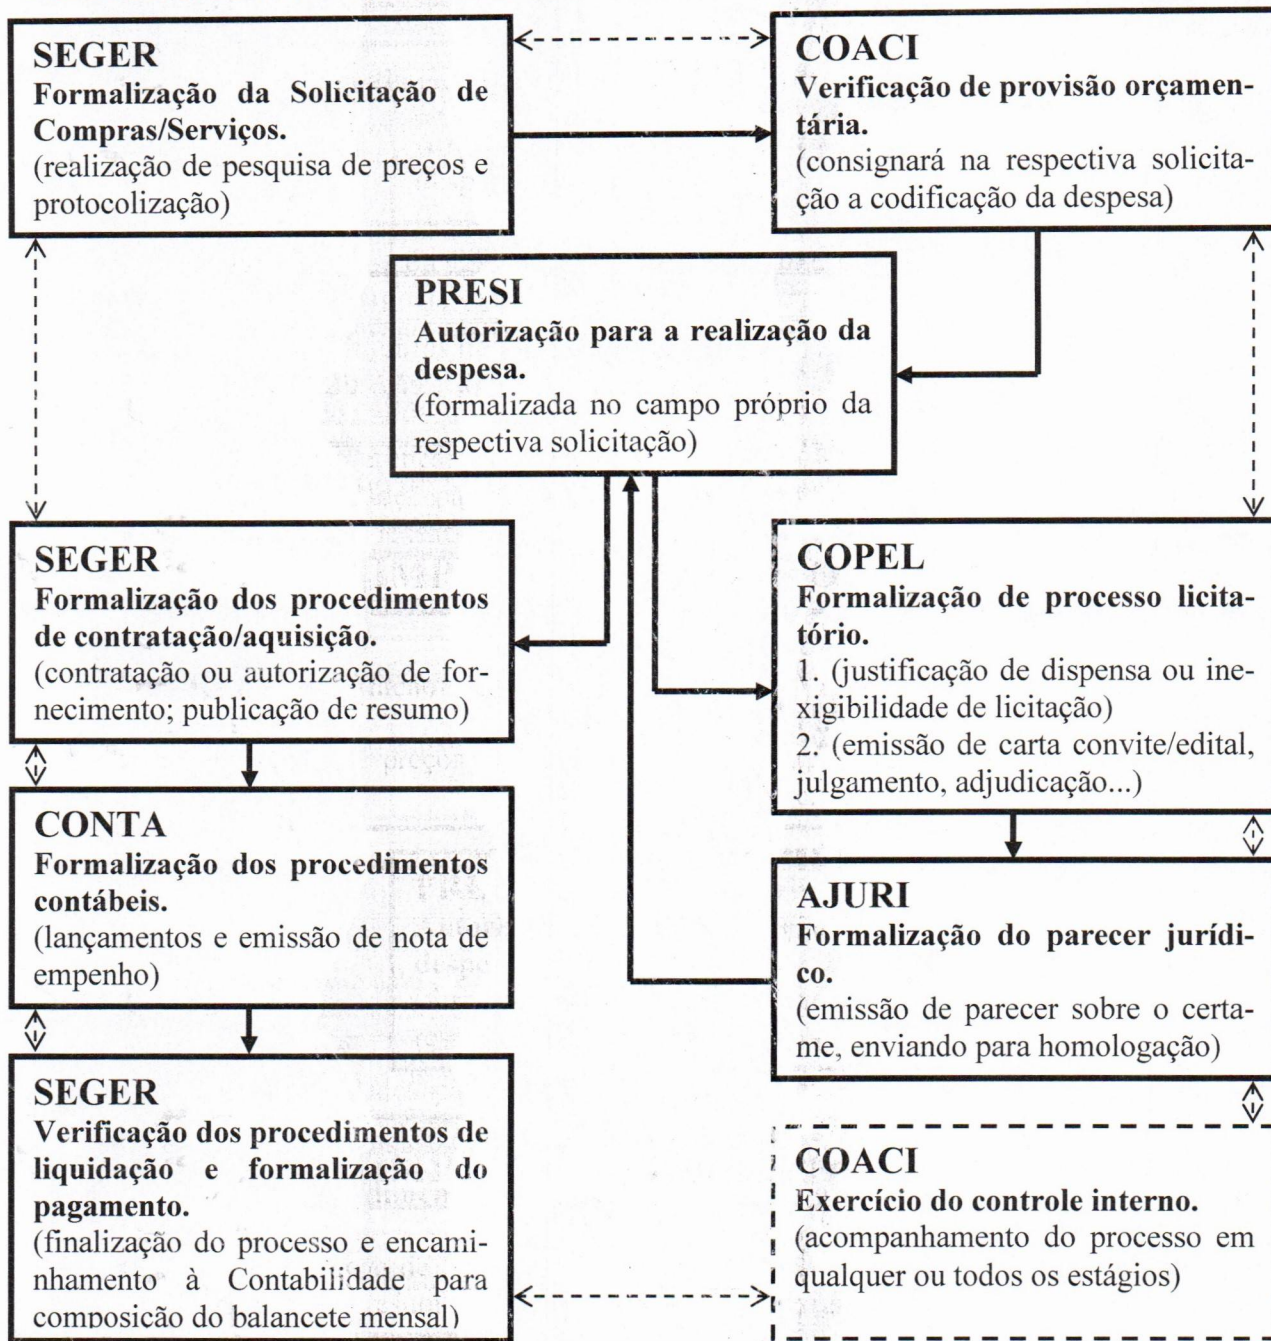 SEGER
Formalização da Solicitação de
Compras/Serviços.
(realização de pesquisa de preços e
protocolização)
COACI
Verificação de provisão orçamen-
tária.
(consignará na respectiva solicita-
ção a codificação da despesa)
PRESI
Autorização para a realização da
despesa.
(formalizada no campo próprio da
respectiva solicitação)
SEGER
Formalização dos procedimentos
de contratação/aquisição.
(contratação ou autorização de for-
necimento; publicação de resumo)
COPEL
Formalização de processo licita-
tório.
1. (justificação de dispensa ou ine-
xigibilidade de licitação)
2. (emissão de carta convite/edital,
julgamento, adjudicação...)
CONTA
Formalização dos procedimentos
contábeis.
(lançamentos e emissão de nota de
empenho)
AJURI
Formalização do parecer jurídi-
co.
(emissão de parecer sobre o certa-
me, enviando para homologação)
SEGER
Verificação dos procedimentos de
liquidação e formalização do
pagamento.
(finalização do processo e encami-
nhamento à Contabilidade para
composição do balancete mensal)
COACI
Exercício do controle interno.
(acompanhamento do processo em
qualquer ou todos os estágios)